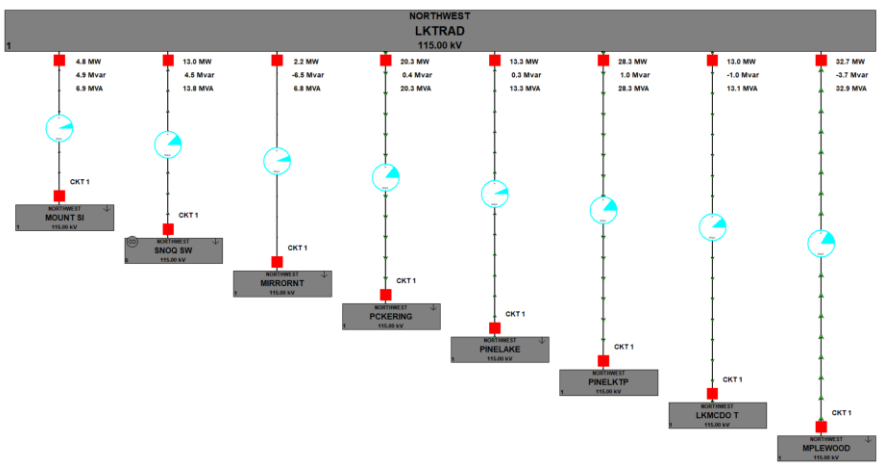 NORTHWEST
LKTRAD
1
115.00 kV
4.8 MW
4.9 Mvar
6.9 MVA
13.0 MW
4.5 Mvar
13.8 MVA
2.2 MW
-6.5 Mvar
6.8 MVA
20.3 MW
0.4 Mvar
20.3 MVA
13.3 MW
0.3 Mvar
13.3 MVA
28.3 MW
1.0 Mvar
28.3 MVA
13.0 MW
-1.0 Mvar
13.1 MVA
32.7 MW
-3.7 Mvar
32.9 MVA
CKT 1
NORTHWEST
MOUNT SI
1
115.00 kV
CKT 1
NORTHWEST
SNOQ SW
115.00 kV
CKT 1
NORTHWEST
MIRRORNT
1
115.00 kV
CKT 1
NORTHWEST
PCKERING
1
115.00 kV
CKT 1
NORTHWEST
PINELAKE
1
115.00 kV
CKT 1
NORTHWEST
PINELKTP
1
115.00 kV
CKT 1
NORTHWEST
LKMCDO T
1
115.00 kV
CKT 1
NORTHWEST
MPLEWOOD
1
115.00 kV